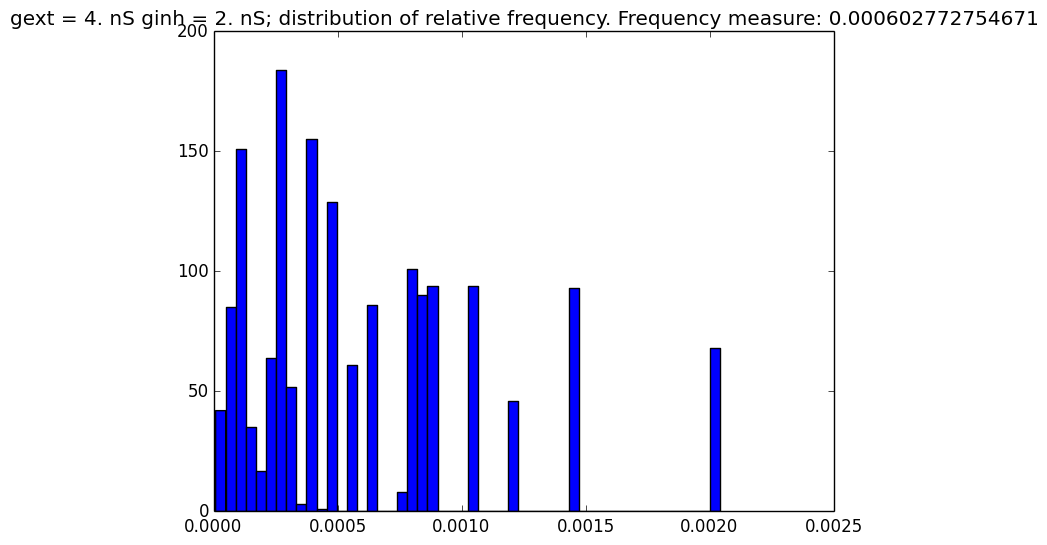 gext = 4. nS ginh = 2. nS; distribution of relative frequency. Frequency measure: 0.000602772754671
200
150
100
50
0
0.0000 0.0005 0.0010 0.0015 0.0020 0.0025